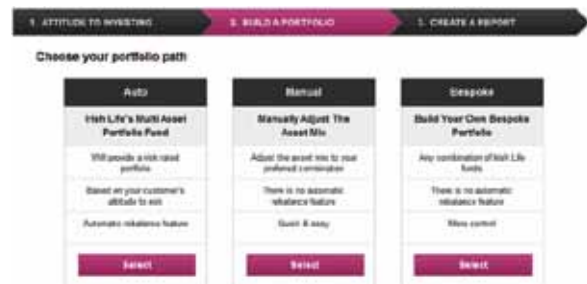 1. ATTITUDE TO INVESTING
2. BUILD A PORTFOLIO
3. CREATE A REPORT
Choose your portfolio path
Auto
Irish Life's Multi Asset
Portfolio Fund
Will provide a risk rated
portfolio
Based on your customer's
attitude to risk
Automatic rebalance feature
Select
Manual
Manually Adjust The
Asset Mix
Adjust the asset mix to your
preferred combination
There is no automatic
rebalance feature
Quick & easy
Select
Bespoke
Build Your Own Bespoke
Portfolio
Any combination of Irish Life
funds
There is no automatic
rebalance feature
More control
Select